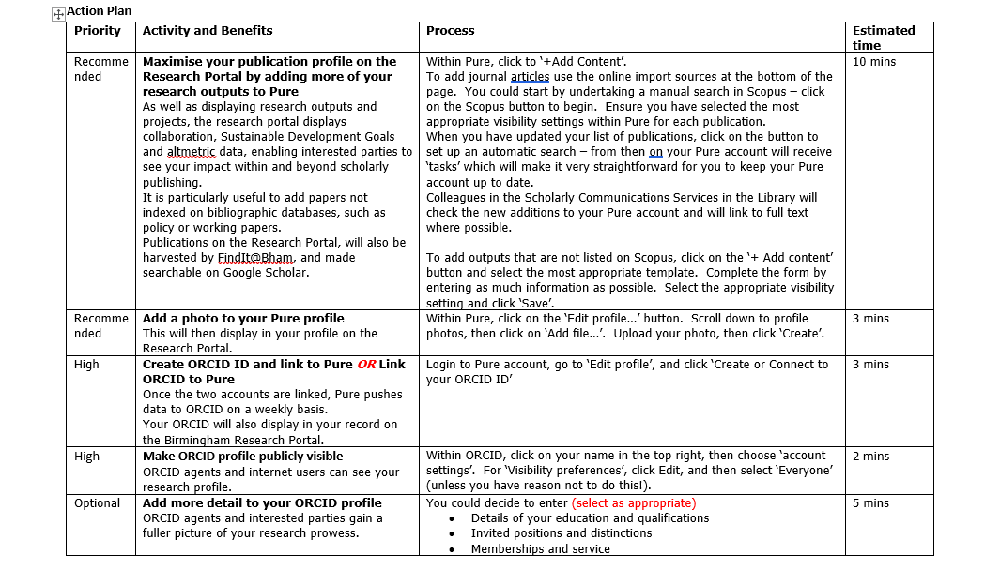 Action Plan
Priority
Activity and Benefits
Process
Estimated
time
Recomme
nded
Maximise your publication profile on the
Research Portal by adding more of your
research outputs to Pure
As well as displaying research outputs and
projects, the research portal displays
collaboration, Sustainable Development Goals
and altmetric data, enabling interested parties to
see your impact within and beyond scholarly
publishing.
It is particularly useful to add papers not
indexed on bibliographic databases, such as
policy or working papers.
Publications on the Research Portal, will also be
harvested by FindIt@Bham, and made
searchable on Google Scholar.
Within Pure, click to ‘+Add Content’.
To add journal articles use the online import sources at the bottom of the
page.  You could start by undertaking a manual search in Scopus – click
on the Scopus button to begin.  Ensure you have selected the most
appropriate visibility settings within Pure for each publication.
When you have updated your list of publications, click on the button to
set up an automatic search – from then on your Pure account will receive
‘tasks’ which will make it very straightforward for you to keep your Pure
account up to date.
Colleagues in the Scholarly Communications Services in the Library will
check the new additions to your Pure account and will link to full text
where possible.
To add outputs that are not listed on Scopus, click on the ‘+ Add content’
button and select the most appropriate template.  Complete the form by
entering as much information as possible.  Select the appropriate visibility
setting and click ‘Save’.
10 mins
Recomme
nded
Add a photo to your Pure profile
This will then display in your profile on the
Research Portal.
Within Pure, click on the ‘Edit profile...’ button.  Scroll down to profile
photos, then click on ‘Add file...’.  Upload your photo, then click ‘Create’.
3 mins
High
Create ORCID ID and link to Pure OR Link
ORCID to Pure
Once the two accounts are linked, Pure pushes
data to ORCID on a weekly basis.
Your ORCID will also display in your record on
the Birmingham Research Portal.
Login to Pure account, go to ‘Edit profile’, and click ‘Create or Connect to
your ORCID ID’
3 mins
High
Make ORCID profile publicly visible
ORCID agents and internet users can see your
research profile.
Within ORCID, click on your name in the top right, then choose ‘account
settings’.  For ‘Visibility preferences’, click Edit, and then select ‘Everyone’
(unless you have reason not to do this!).
2 mins
Optional
Add more detail to your ORCID profile
ORCID agents and interested parties gain a
fuller picture of your research prowess.
You could decide to enter (select as appropriate)
• Details of your education and qualifications
• Invited positions and distinctions
• Memberships and service
5 mins